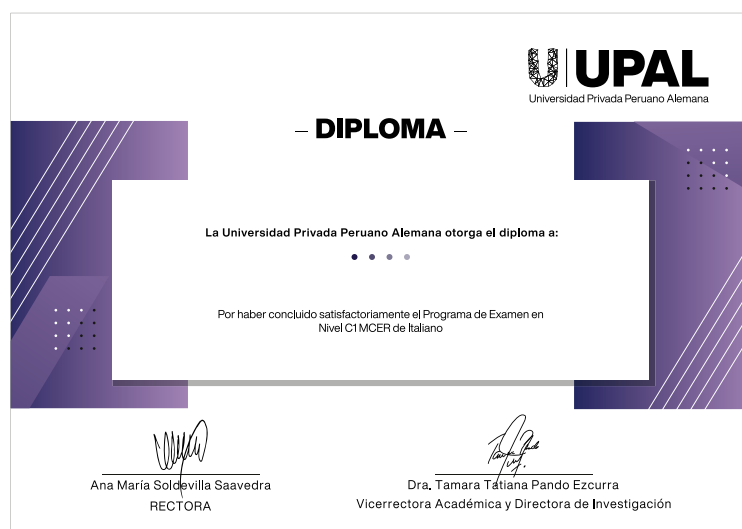 UPAL
Universidad Privada Peruano Alemana
– DIPLOMA –
La Universidad Privada Peruano Alemana otorga el diploma a:
Por haber concluido satisfactoriamente el Programa de Examen en
Nivel C1 MCER de Italiano
Ana María Soldevilla Saavedra
RECTORA
Dra. Tamara Tatiana Pando Ezcurra
Vicerrectora Académica y Directora de Investigación